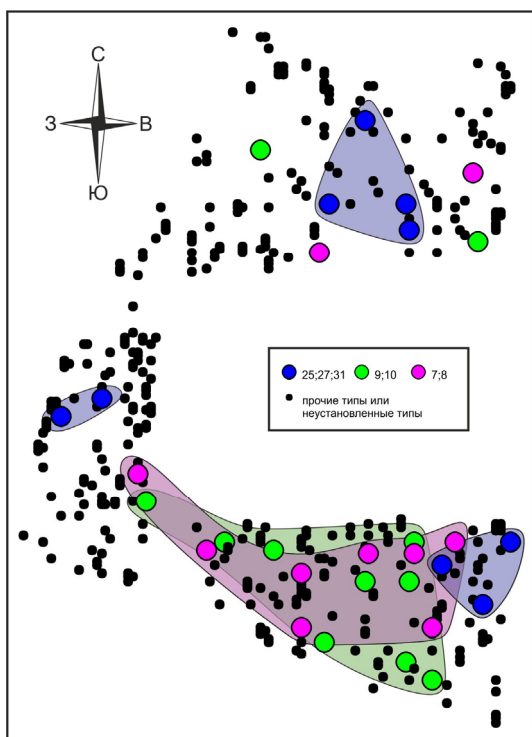 С
З В
Ю
25;27;31 9;10 7;8
прочие типы или
неустановленные типы